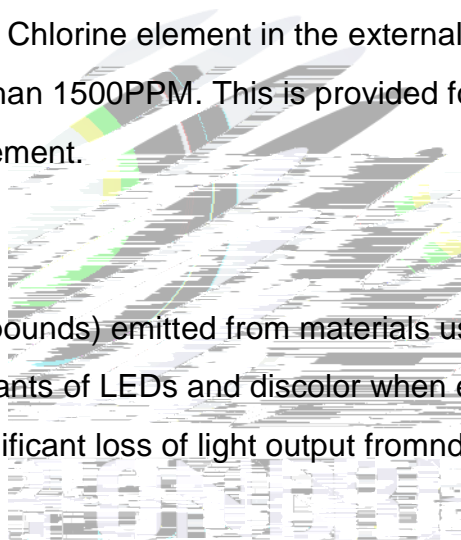 Chlorine element in the external
han 1500PPM. This is provided fo
ement.
ounds) emitted from materials us
ants of LEDs and discolor when e
ificant loss of light output fromnd